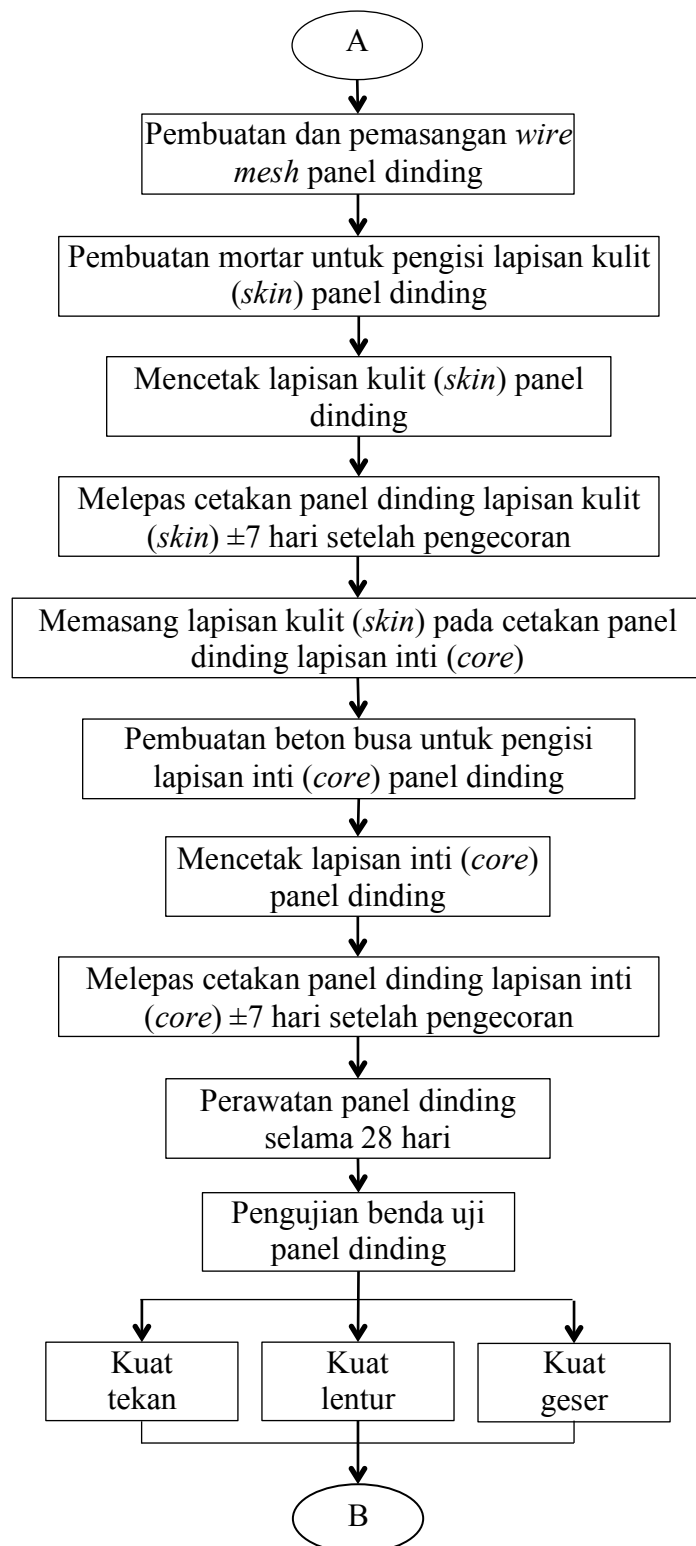 A
Pembuatan dan pemasangan wire
mesh panel dinding
Pembuatan mortar untuk pengisi lapisan kulit
(skin) panel dinding
Mencetak lapisan kulit (skin) panel
dinding
Melepas cetakan panel dinding lapisan kulit
(skin) ±7 hari setelah pengecoran
Memasang lapisan kulit (skin) pada cetakan panel
dinding lapisan inti (core)
Pembuatan beton busa untuk pengisi
lapisan inti (core) panel dinding
Mencetak lapisan inti (core)
panel dinding
Melepas cetakan panel dinding lapisan inti
(core) ±7 hari setelah pengecoran
Perawatan panel dinding
selama 28 hari
Pengujian benda uji
panel dinding
Kuat
tekan
Kuat
lentur
Kuat
geser
B